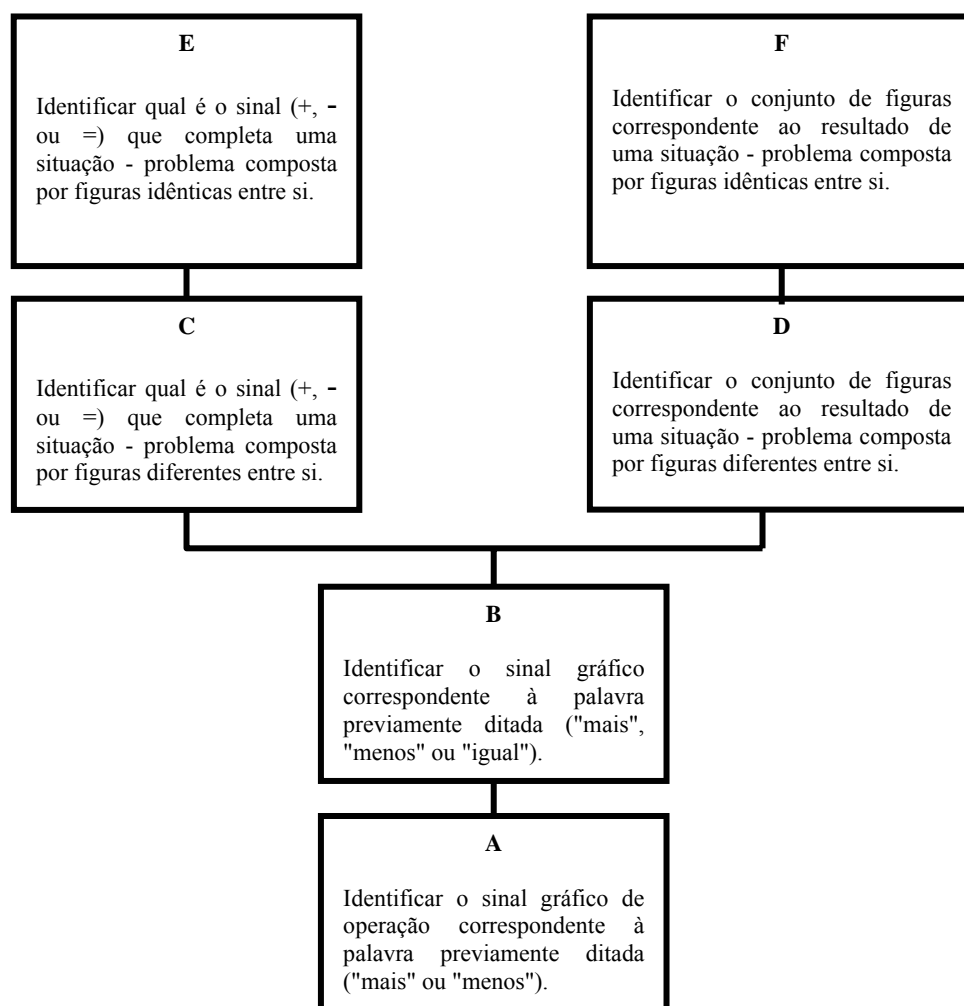 E
Identificar qual é o sinal (+, -
ou =) que completa uma
situação - problema composta
por figuras idênticas entre si.
F
Identificar o conjunto de figuras
correspondente ao resultado de
uma situação - problema composta
por figuras idênticas entre si.
C
Identificar qual é o sinal (+, -
ou =) que completa uma
situação - problema composta
por figuras diferentes entre si.
D
Identificar o conjunto de figuras
correspondente ao resultado de
uma situação - problema composta
por figuras diferentes entre si.
B
Identificar o sinal gráfico
correspondente à palavra
previamente ditada ("mais",
"menos" ou "igual").
A
Identificar o sinal gráfico de
operação correspondente à
palavra previamente ditada
("mais" ou "menos").